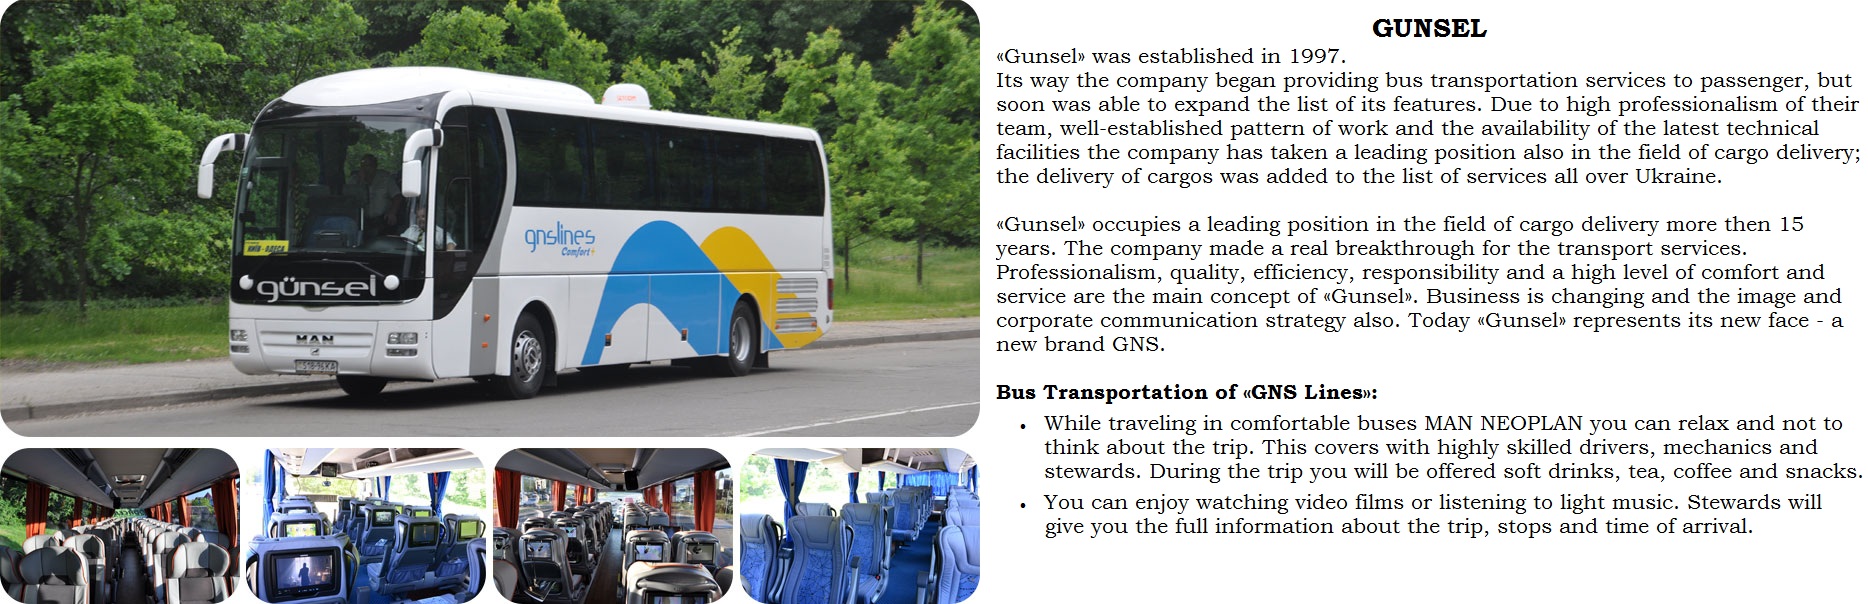 GUNSEL
«Gunsel» was established in 1997.
Its way the company began providing bus transportation services to passenger, but
soon was able to expand the list of its features. Due to high professionalism of their
team, well-established pattern of work and the availability of the latest technical
facilities the company has taken a leading position also in the field of cargo delivery;
the delivery of cargos was added to the list of services all over Ukraine.
«Gunsel» occupies a leading position in the field of cargo delivery more then 15
years. The company made a real breakthrough for the transport services.
Professionalism, quality, efficiency, responsibility and a high level of comfort and
service are the main concept of «Gunsel». Business is changing and the image and
corporate communication strategy also. Today «Gunsel» represents its new face - a
new brand GNS.
Bus Transportation of «GNS Lines»:
• While traveling in comfortable buses MAN NEOPLAN you can relax and not to
think about the trip. This covers with highly skilled drivers, mechanics and
stewards. During the trip you will be offered soft drinks, tea, coffee and snacks.
• You can enjoy watching video films or listening to light music. Stewards will
give you the full information about the trip, stops and time of arrival.
gnslines
Comfort+
КИЇВ - ОДЕСА
günsel
MAN